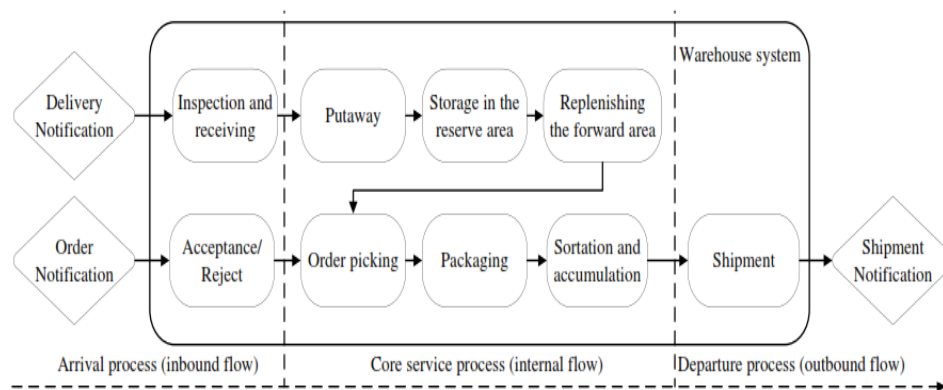 Warehouse system
Delivery
Notification
Inspection and
receiving
Putaway
Storage in the
reserve area
Replenishing
the forward area
Order
Notification
Acceptance/
Reject
Order picking
Packaging
Sortation and
accumulation
Shipment
Shipment
Notification
Arrival process (inbound flow)
Core service process (internal flow)
Departure process (outbound flow)